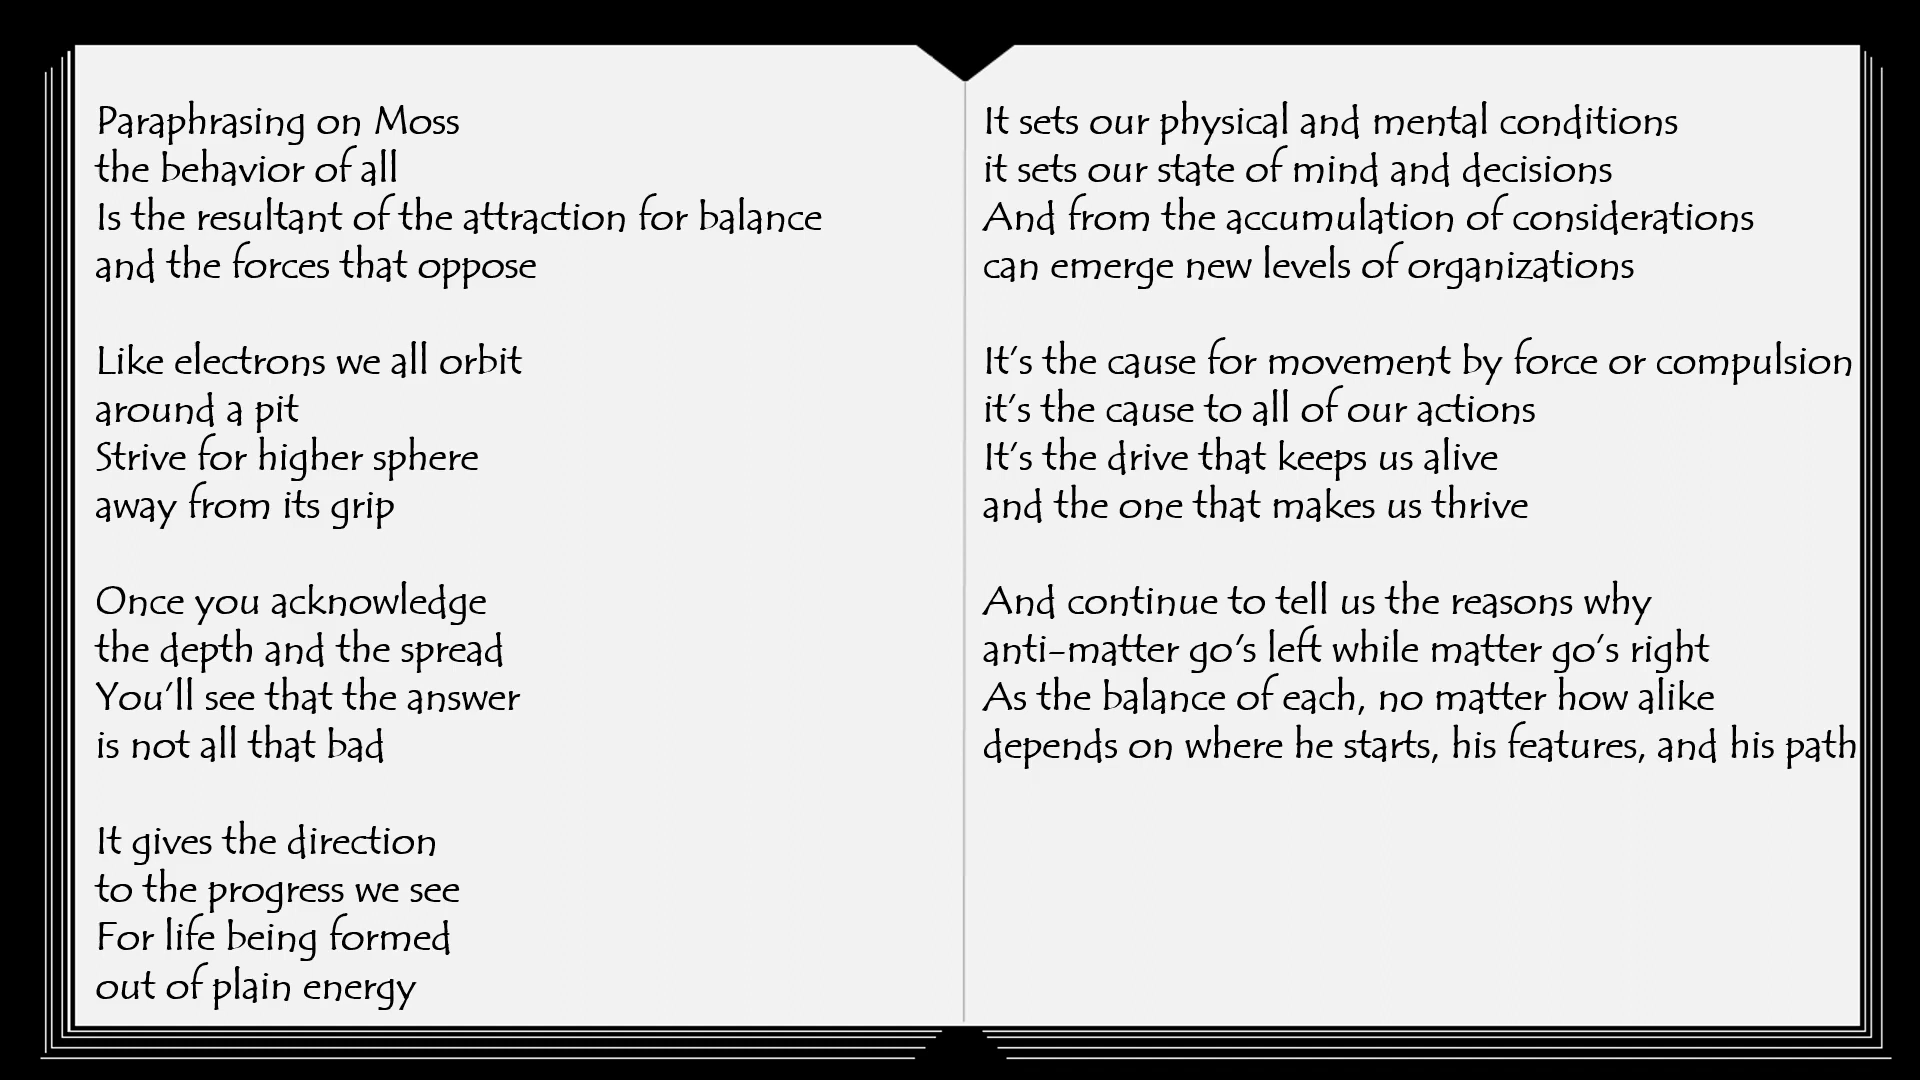 Paraphrasing on Moss
the behavior of all
Is the resultant of the attraction for balance
and the forces that oppose
Like electrons we all orbit
around a pit
Strive for higher sphere
away from its grip
Once you acknowledge
the depth and the spread
You'll see that the answer
is not all that bad
It gives the direction
to the progress we see
For life being formed
out of plain energy
It sets our physical and mental conditions
it sets our state of mind and decisions
And from the accumulation of considerations
can emerge new levels of organizations
It's the cause for movement by force or compulsion
it's the cause to all of our actions
It's the drive that keeps us alive
and the one that makes us thrive
And continue to tell us the reasons why
anti-matter go's left while matter go's right
As the balance of each, no matter how alike
depends on where he starts, his features, and his path